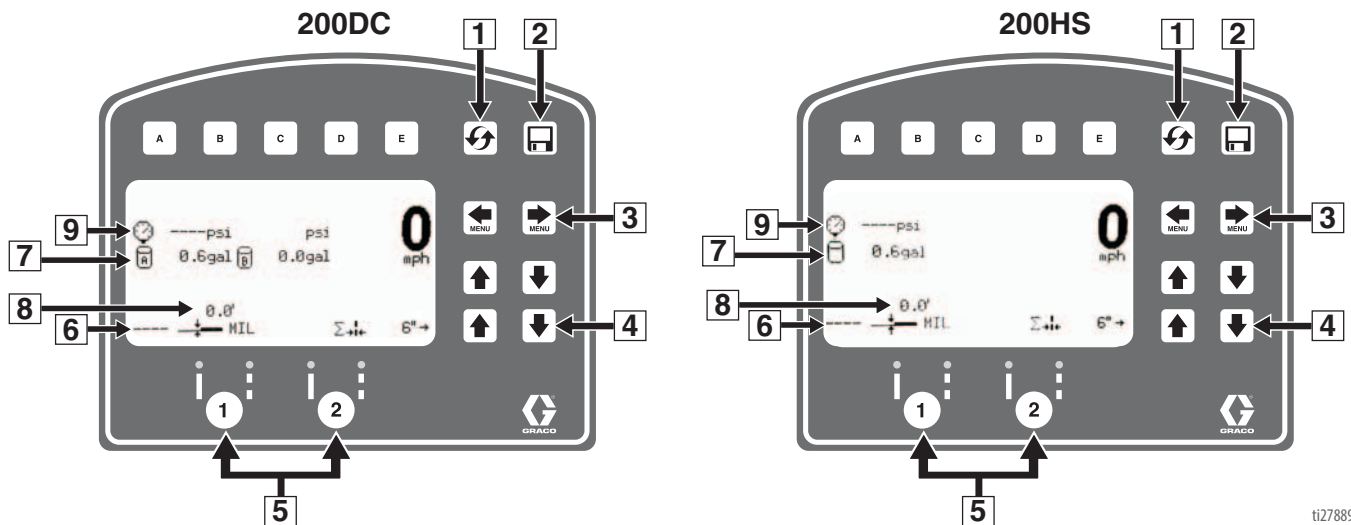 200DC
1
2
A B C D E
9
----psi psi
0
mph
MENU MENU
3
7
A 0.6gal B 0.0gal
8
0.0'
6
---- MIL Σ 6"→
4
1 2
GRACO
5
200HS
1
2
A B C D E
9
----psi
0
mph
MENU MENU
3
7
0.6gal
8
0.0'
6
---- MIL Σ 6"→
4
1 2
GRACO
5
ti27889